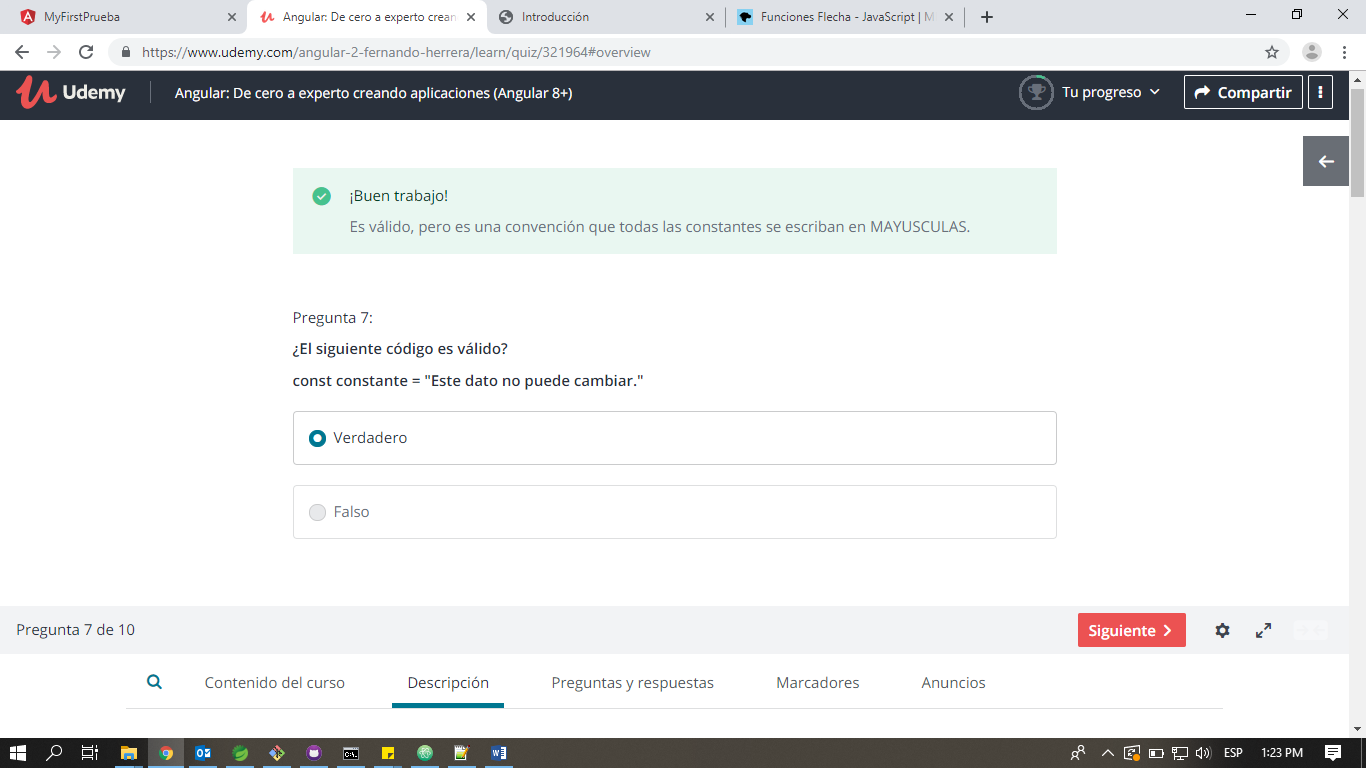 MyFirstPrueba
Angular: De cero a experto crean
Introducción
Funciones Flecha - JavaScript | M
https://www.udemy.com/angular-2-fernando-herrera/learn/quiz/321964#overview
Udemy
Angular: De cero a experto creando aplicaciones (Angular 8+)
Tu progreso
Compartir
¡Buen trabajo!
Es válido, pero es una convención que todas las constantes se escriban en MAYUSCULAS.
Pregunta 7:
¿El siguiente código es válido?
const constante = "Este dato no puede cambiar."
Verdadero
Falso
Pregunta 7 de 10
Siguiente
Contenido del curso
Descripción
Preguntas y respuestas
Marcadores
Anuncios
ESP
1:23 PM